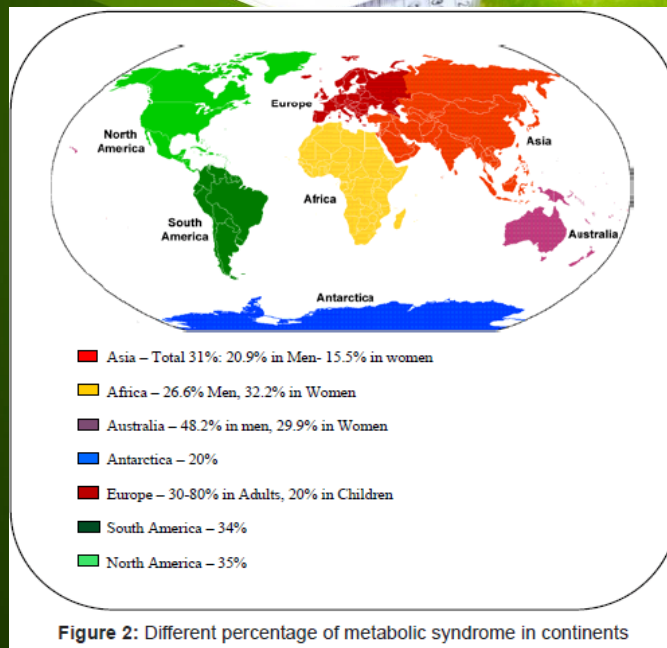 Europe
North
America
Asia
Africa
South
America
Australia
Antarctica
Asia – Total 31%: 20.9% in Men- 15.5% in women
Africa – 26.6% Men, 32.2% in Women
Australia – 48.2% in men, 29.9% in Women
Antarctica – 20%
Europe – 30-80% in Adults, 20% in Children
South America – 34%
North America – 35%
Figure 2: Different percentage of metabolic syndrome in continents